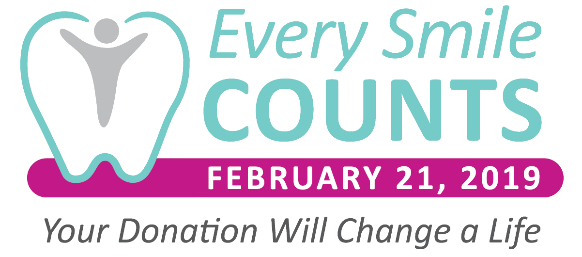 Every Smile
COUNTS
FEBRUARY 21, 2019
Your Donation Will Change a Life